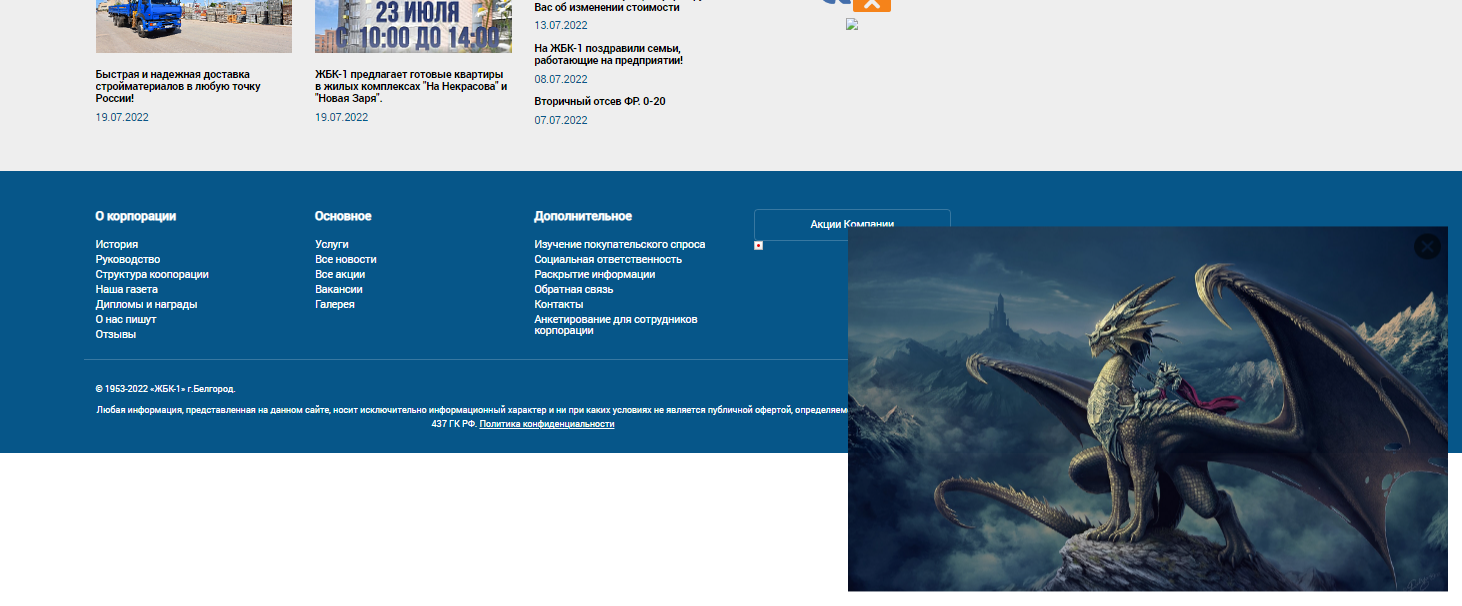 23 ИЮЛЯ
С 10:00 ДО 14:00
Быстрая и надежная доставка
стройматериалов в любую точку
России!
19.07.2022
ЖБК-1 предлагает готовые квартиры
в жилых комплексах "На Некрасова" и
"Новая Заря".
19.07.2022
Вас об изменении стоимости
13.07.2022
На ЖБК-1 поздравили семьи,
работающие на предприятии!
08.07.2022
Вторичный отсев ФР. 0-20
07.07.2022
О корпорации
История
Руководство
Структура коопорации
Наша газета
Дипломы и награды
О нас пишут
Отзывы
Основное
Услуги
Все новости
Все акции
Вакансии
Галерея
Дополнительное
Изучение покупательского спроса
Социальная ответственность
Раскрытие информации
Обратная связь
Контакты
Анкетирование для сотрудников
корпорации
Акции Компании
© 1953-2022 «ЖБК-1» г.Белгород.
Любая информация, представленная на данном сайте, носит исключительно информационный характер и ни при каких условиях не является публичной офертой,
437 ГК РФ. Политика конфиденциальности